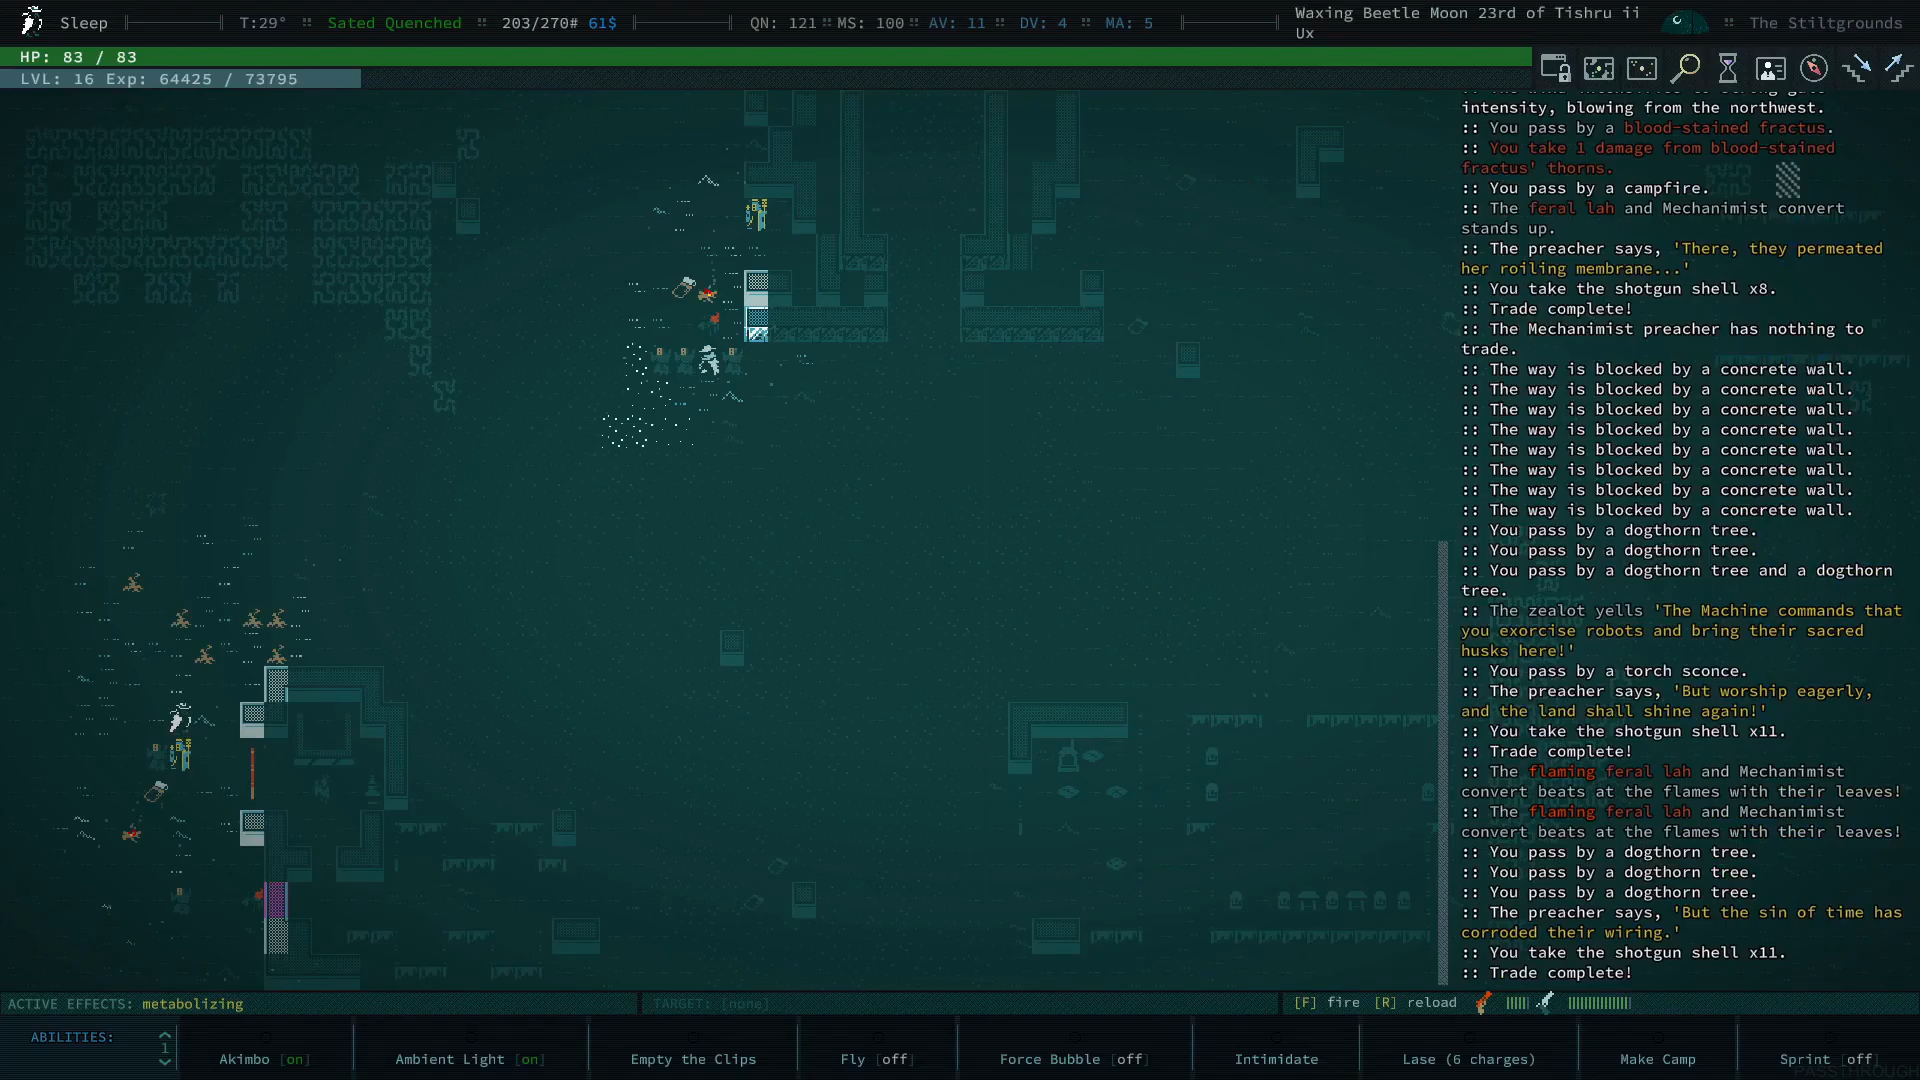 Sleep T:29° :: Sated Quenched :: 203/270# 61$ QN: 121 :: MS: 100 :: AV: 11 :: DV: 4 :: MA: 5 Waxing Beetle Moon 23rd of Tishru ii :: The Stiltgrounds
Ux
HP: 83 / 83
LVL: 16 Exp: 64425 / 73795
intensity, blowing from the northwest.
:: You pass by a blood-stained fractus.
:: You take 1 damage from blood-stained
fractus' thorns.
:: You pass by a campfire.
:: The feral lah and Mechanimist convert
stands up.
:: The preacher says, 'There, they permeated
her roiling membrane...'
:: You take the shotgun shell x8.
:: Trade complete!
:: The Mechanimist preacher has nothing to
trade.
:: The way is blocked by a concrete wall.
:: The way is blocked by a concrete wall.
:: The way is blocked by a concrete wall.
:: The way is blocked by a concrete wall.
:: The way is blocked by a concrete wall.
:: The way is blocked by a concrete wall.
:: The way is blocked by a concrete wall.
:: The way is blocked by a concrete wall.
:: You pass by a dogthorn tree.
:: You pass by a dogthorn tree.
:: You pass by a dogthorn tree and a dogthorn
tree.
:: The zealot yells 'The Machine commands that
you exorcise robots and bring their sacred
husks here!'
:: You pass by a torch sconce.
:: The preacher says, 'But worship eagerly,
and the land shall shine again!'
:: You take the shotgun shell x11.
:: Trade complete!
:: The flaming feral lah and Mechanimist
convert beats at the flames with their leaves!
:: The flaming feral lah and Mechanimist
convert beats at the flames with their leaves!
:: You pass by a dogthorn tree.
:: You pass by a dogthorn tree.
:: You pass by a dogthorn tree.
:: The preacher says, 'But the sin of time has
corroded their wiring.'
:: You take the shotgun shell x11.
:: Trade complete!
ACTIVE EFFECTS: metabolizing TARGET: [none] [F] fire [R] reload
ABILITIES: 1 Akimbo [on] Ambient Light [on] Empty the Clips Fly [off] Force Bubble [off] Intimidate Lase (6 charges) Make Camp Sprint [off]
PASSTHROUGH